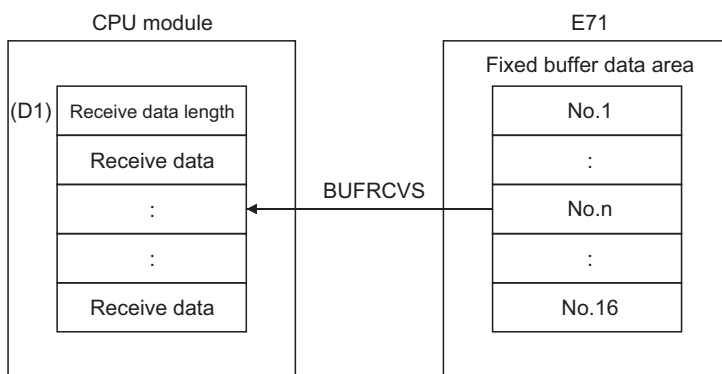 CPU module
E71
Fixed buffer data area
(D1)
Receive data length
No.1
Receive data
:
BUFRCVS
:
No.n
:
:
Receive data
No.16